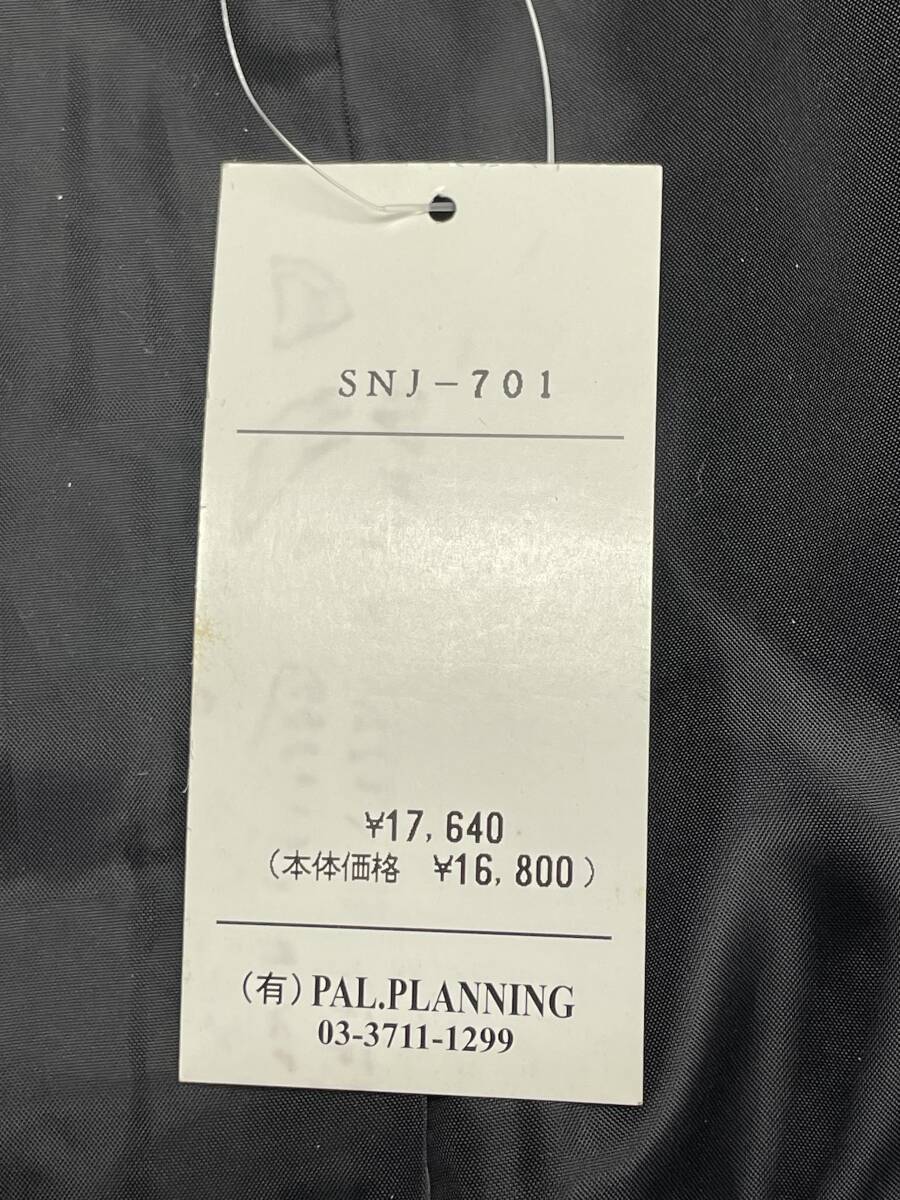 SNJ-701
¥17,640
(本体価格 ¥16,800)
(有) PAL.PLANNING
03-3711-1299